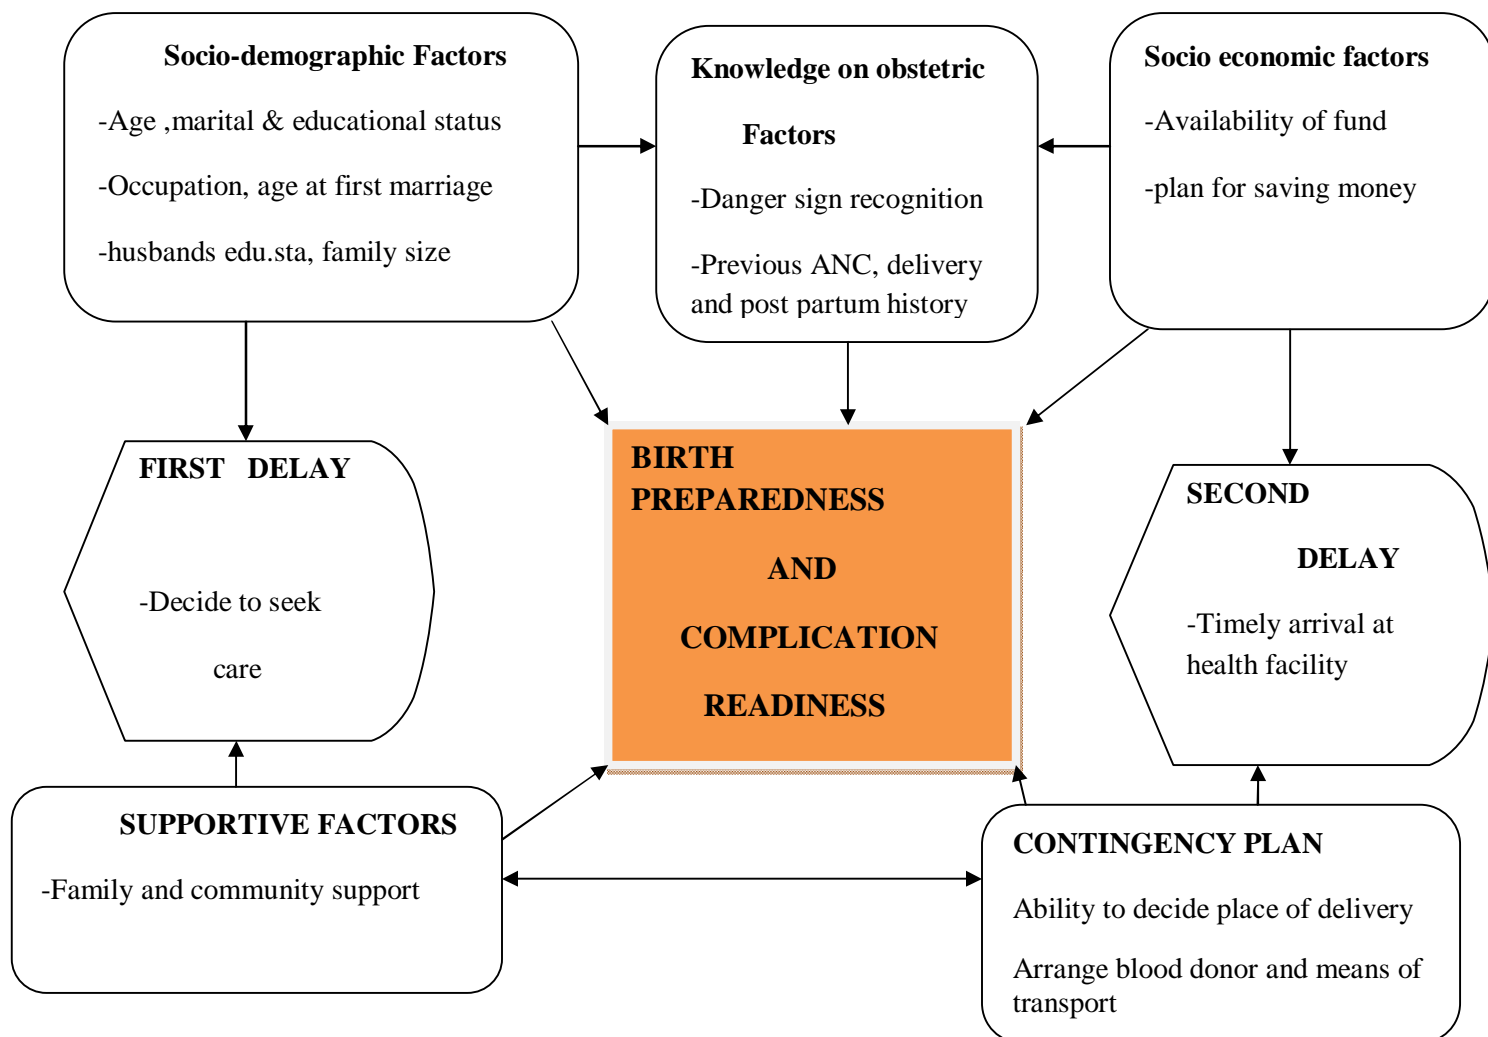 Socio-demographic Factors
-Age ,marital & educational status
-Occupation, age at first marriage
-husbands edu.sta, family size
Knowledge on obstetric
Factors
-Danger sign recognition
-Previous ANC, delivery
and post partum history
Socio economic factors
-Availability of fund
-plan for saving money
FIRST DELAY
-Decide to seek
care
BIRTH
PREPAREDNESS
AND
COMPLICATION
READINESS
SECOND
DELAY
-Timely arrival at
health facility
SUPPORTIVE FACTORS
-Family and community support
CONTINGENCY PLAN
Ability to decide place of delivery
Arrange blood donor and means of
transport